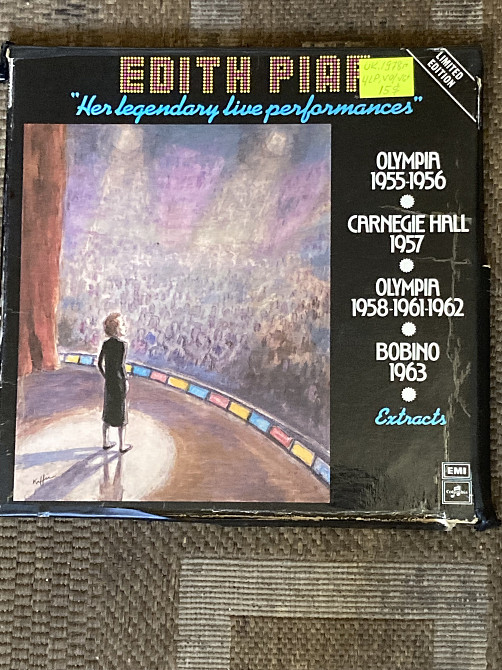 EDITH PIAF
"Her legendary live performances"
LIMITED
EDITION
OLYMPIA
1955-1956
CARNEGIE HALL
1957
OLYMPIA
1958-1961-1962
BOBINO
1963
Extracts
EMI
15$